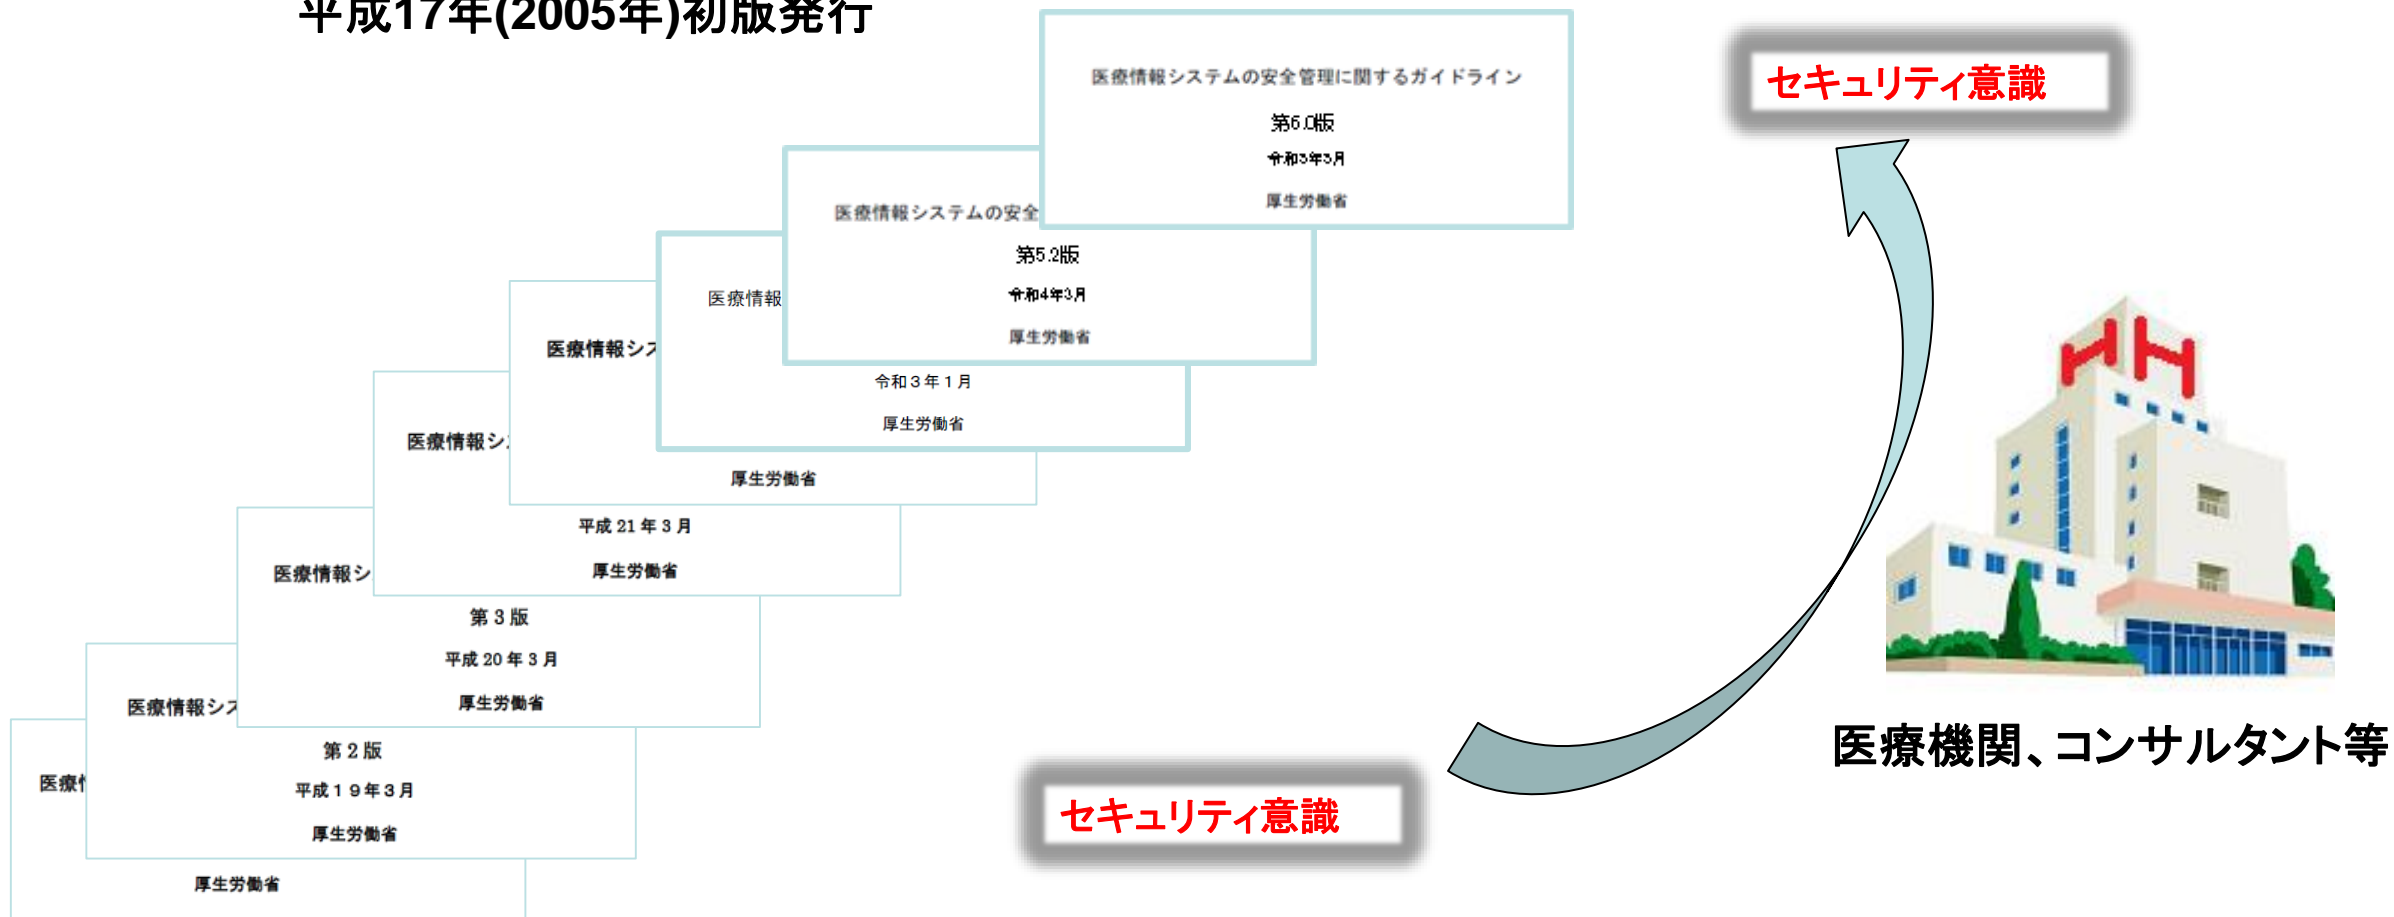 平成17年(2005年)初版発行
医療情報システムの安全管理に関するガイドライン
第6.0版
令和3年3月
厚生労働省
セキュリティ意識
医療情報システムの安全
第5.2版
令和4年3月
厚生労働省
医療情報
令和3年1月
厚生労働省
医療情報シス
厚生労働省
医療情報シ
平成 21 年 3 月
厚生労働省
医療情報シ
第 3 版
平成 20 年 3 月
厚生労働省
医療情報シス
第 2 版
平成19年3月
厚生労働省
医療
厚生労働省
セキュリティ意識
医療機関、コンサルタント等